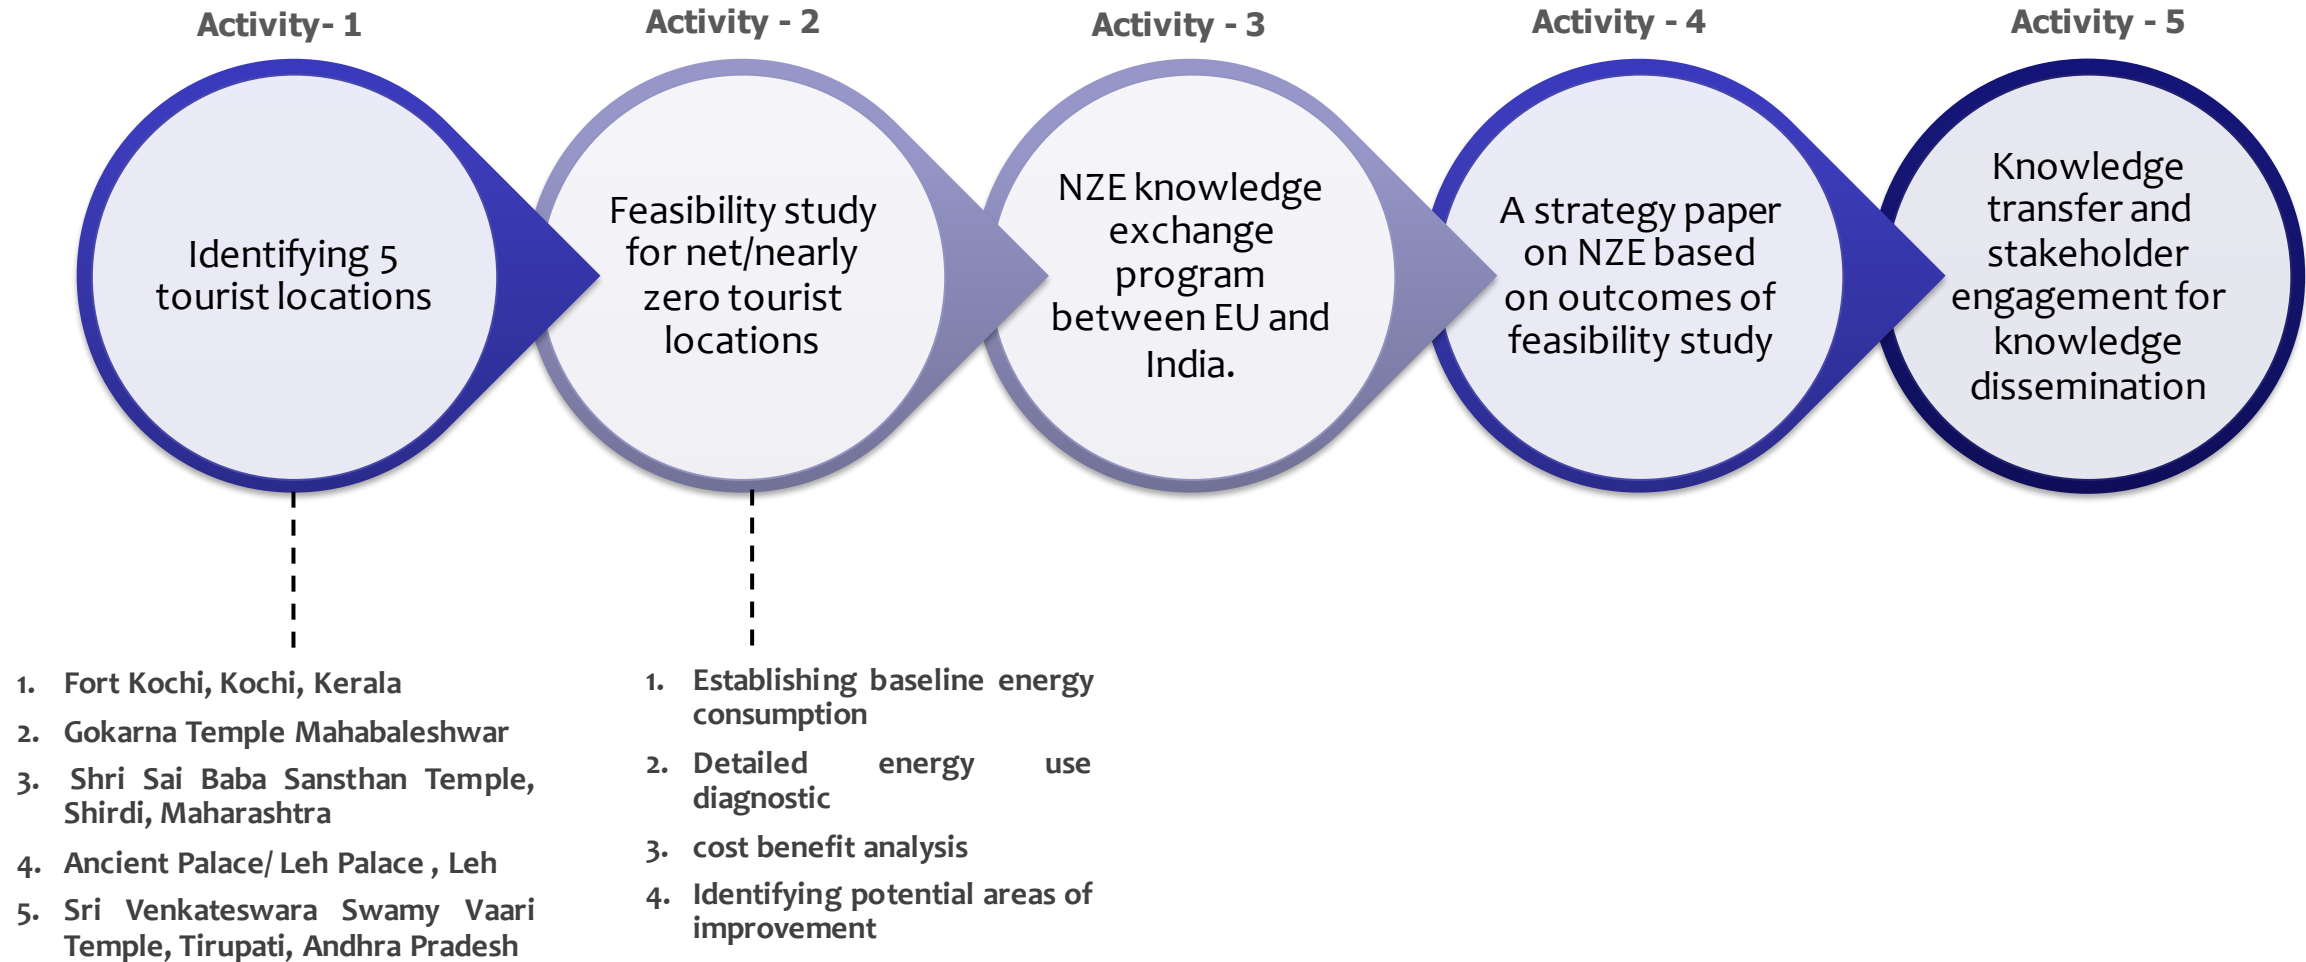 Activity- 1
Identifying 5
tourist locations
1. Fort Kochi, Kochi, Kerala
2. Gokarna Temple Mahabaleshwar
3. Shri Sai Baba Sansthan Temple,
Shirdi, Maharashtra
4. Ancient Palace/ Leh Palace , Leh
5. Sri Venkateswara Swamy Vaari
Temple, Tirupati, Andhra Pradesh
Activity - 2
Feasibility study
for net/nearly
zero tourist
locations
1. Establishing baseline energy
consumption
2. Detailed energy use
diagnostic
3. cost benefit analysis
4. Identifying potential areas of
improvement
Activity - 3
NZE knowledge
exchange
program
between EU and
India.
Activity - 4
A strategy paper
on NZE based
on outcomes of
feasibility study
Activity - 5
Knowledge
transfer and
stakeholder
engagement for
knowledge
dissemination